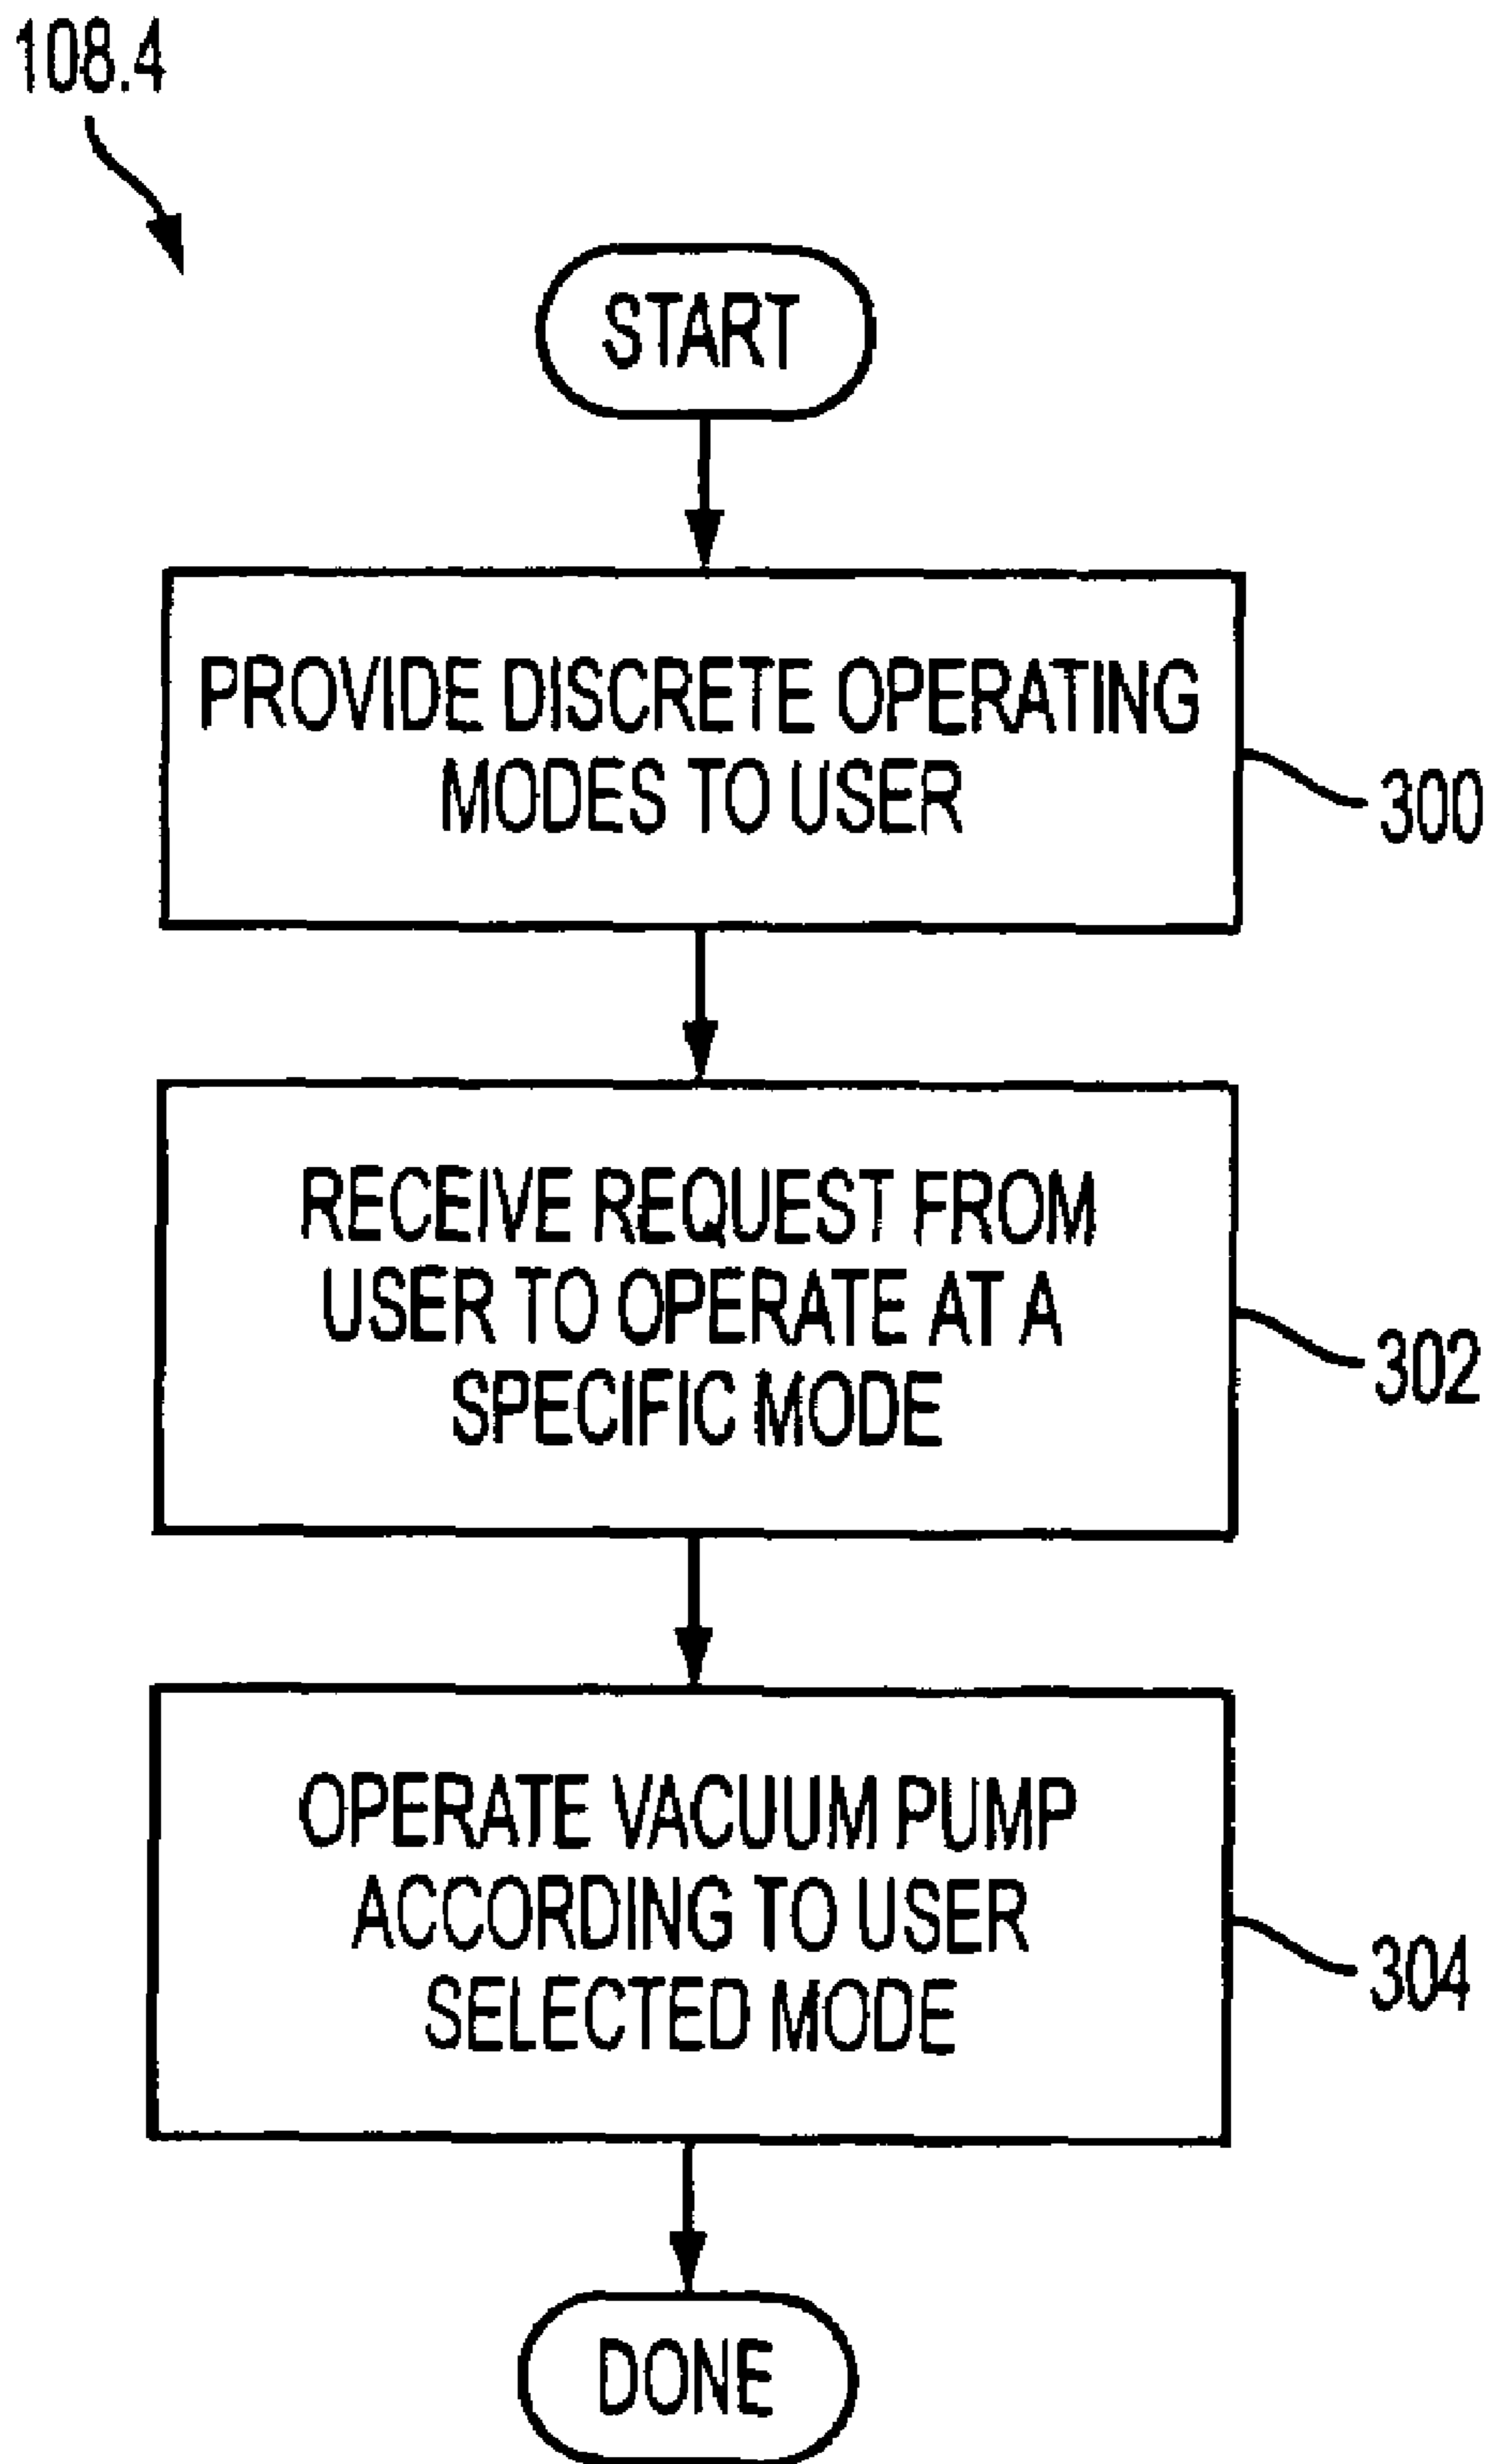 108.4
START
PROVIDE DISCRETE OPERATING
MODES TO USER
300
RECEIVE REQUEST FROM
USER TO OPERATE AT A
SPECIFIC MODE
302
OPERATE VACUUM PUMP
ACCORDING TO USER
SELECTED MODE
304
DONE